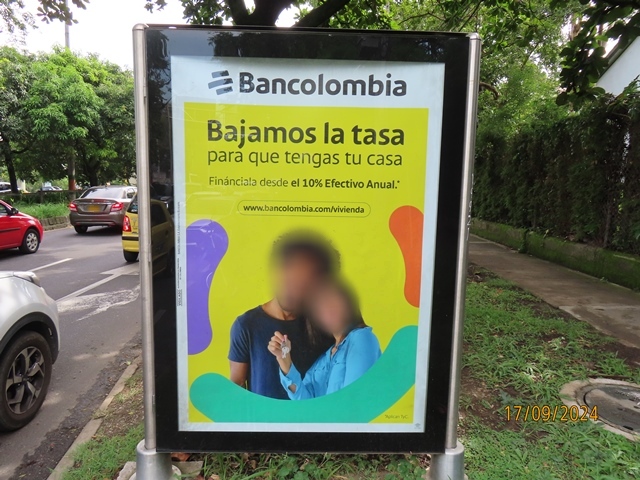 Bancolombia
Bajamos la tasa
para que tengas tu casa
Fináncíala desde el 10% Efectivo Anual.*
www.bancolombia.com/vivienda
17/09/2024